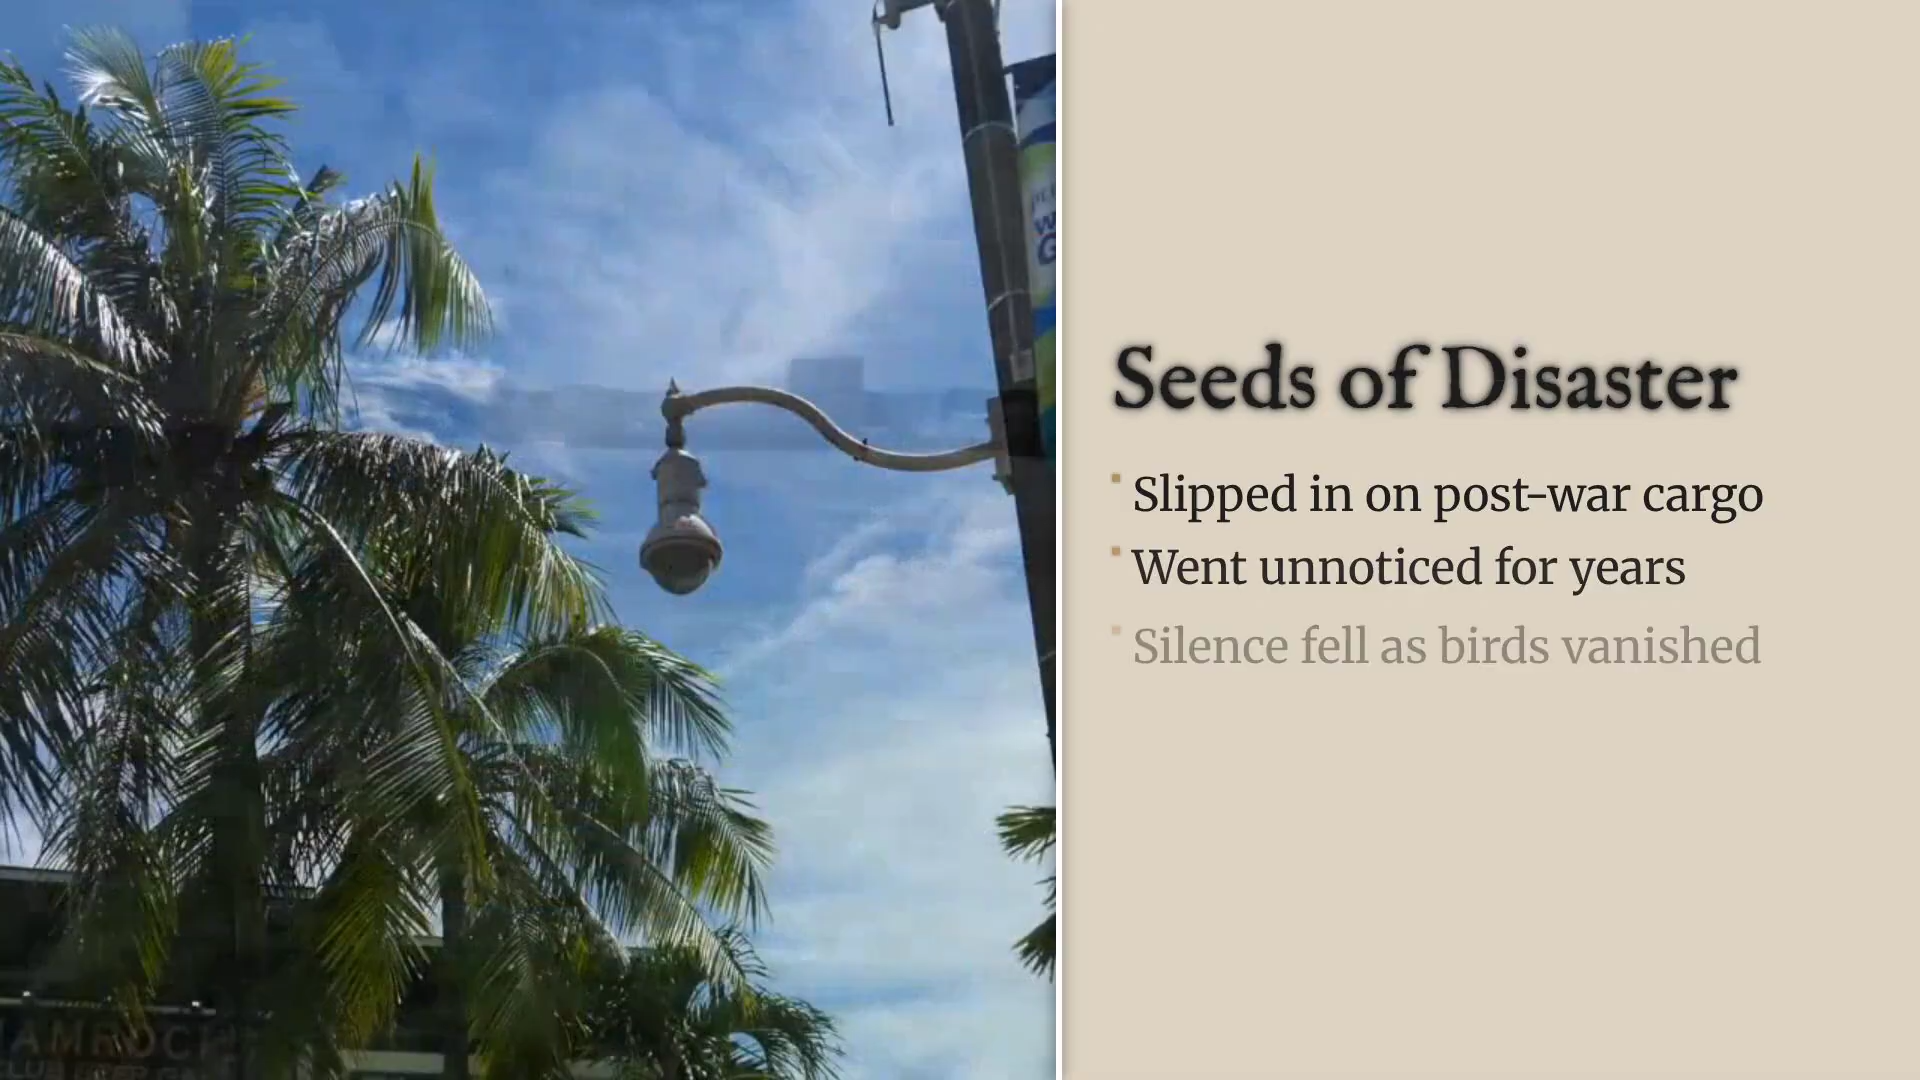 Seeds of Disaster
Slipped in on post-war cargo
Went unnoticed for years
Silence fell as birds vanished